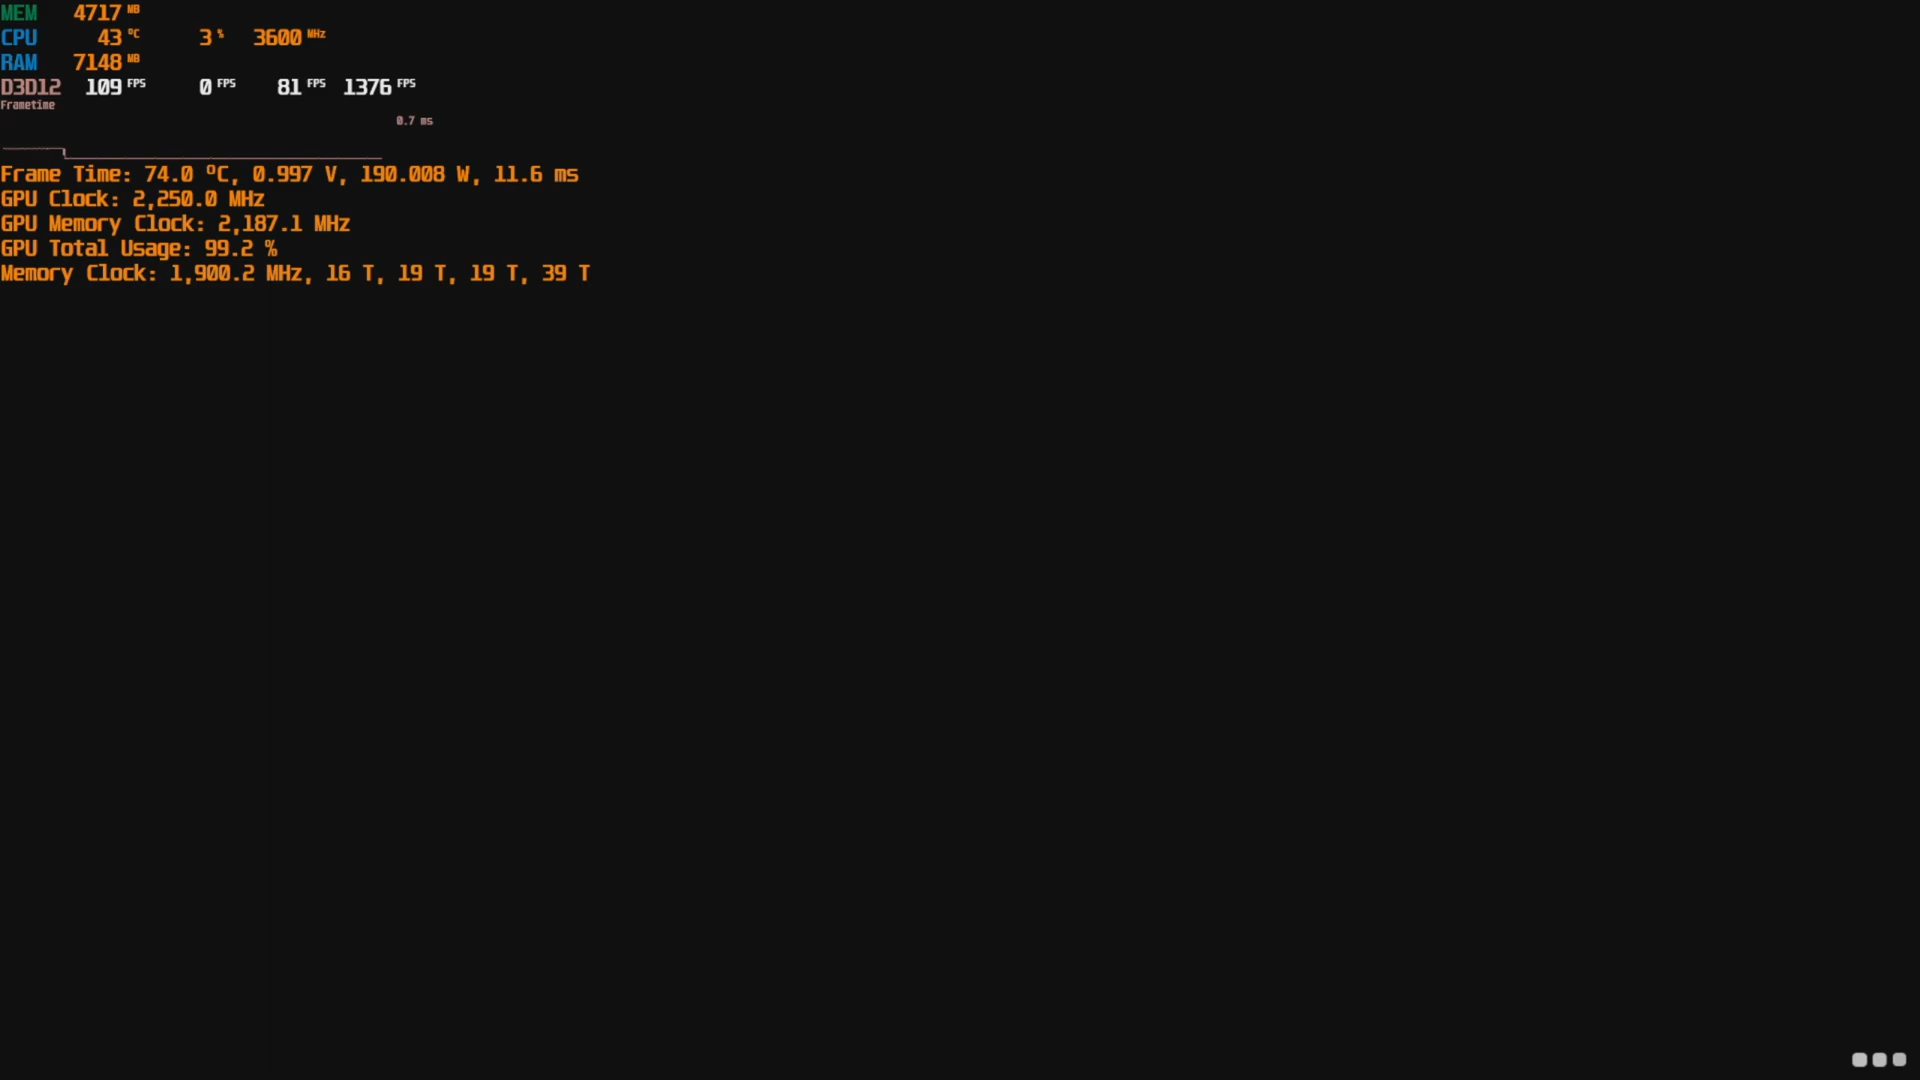 MEM 4717 MB
CPU 43 °C 3 % 3600 MHz
RAM 7148 MB
D3D12 109 FPS 0 FPS 81 FPS 1376 FPS
Frametime
0.7 ms
Frame Time: 74.0 ºC, 0.997 V, 190.008 W, 11.6 ms
GPU Clock: 2,250.0 MHz
GPU Memory Clock: 2,187.1 MHz
GPU Total Usage: 99.2 %
Memory Clock: 1,900.2 MHz, 16 T, 19 T, 19 T, 39 T